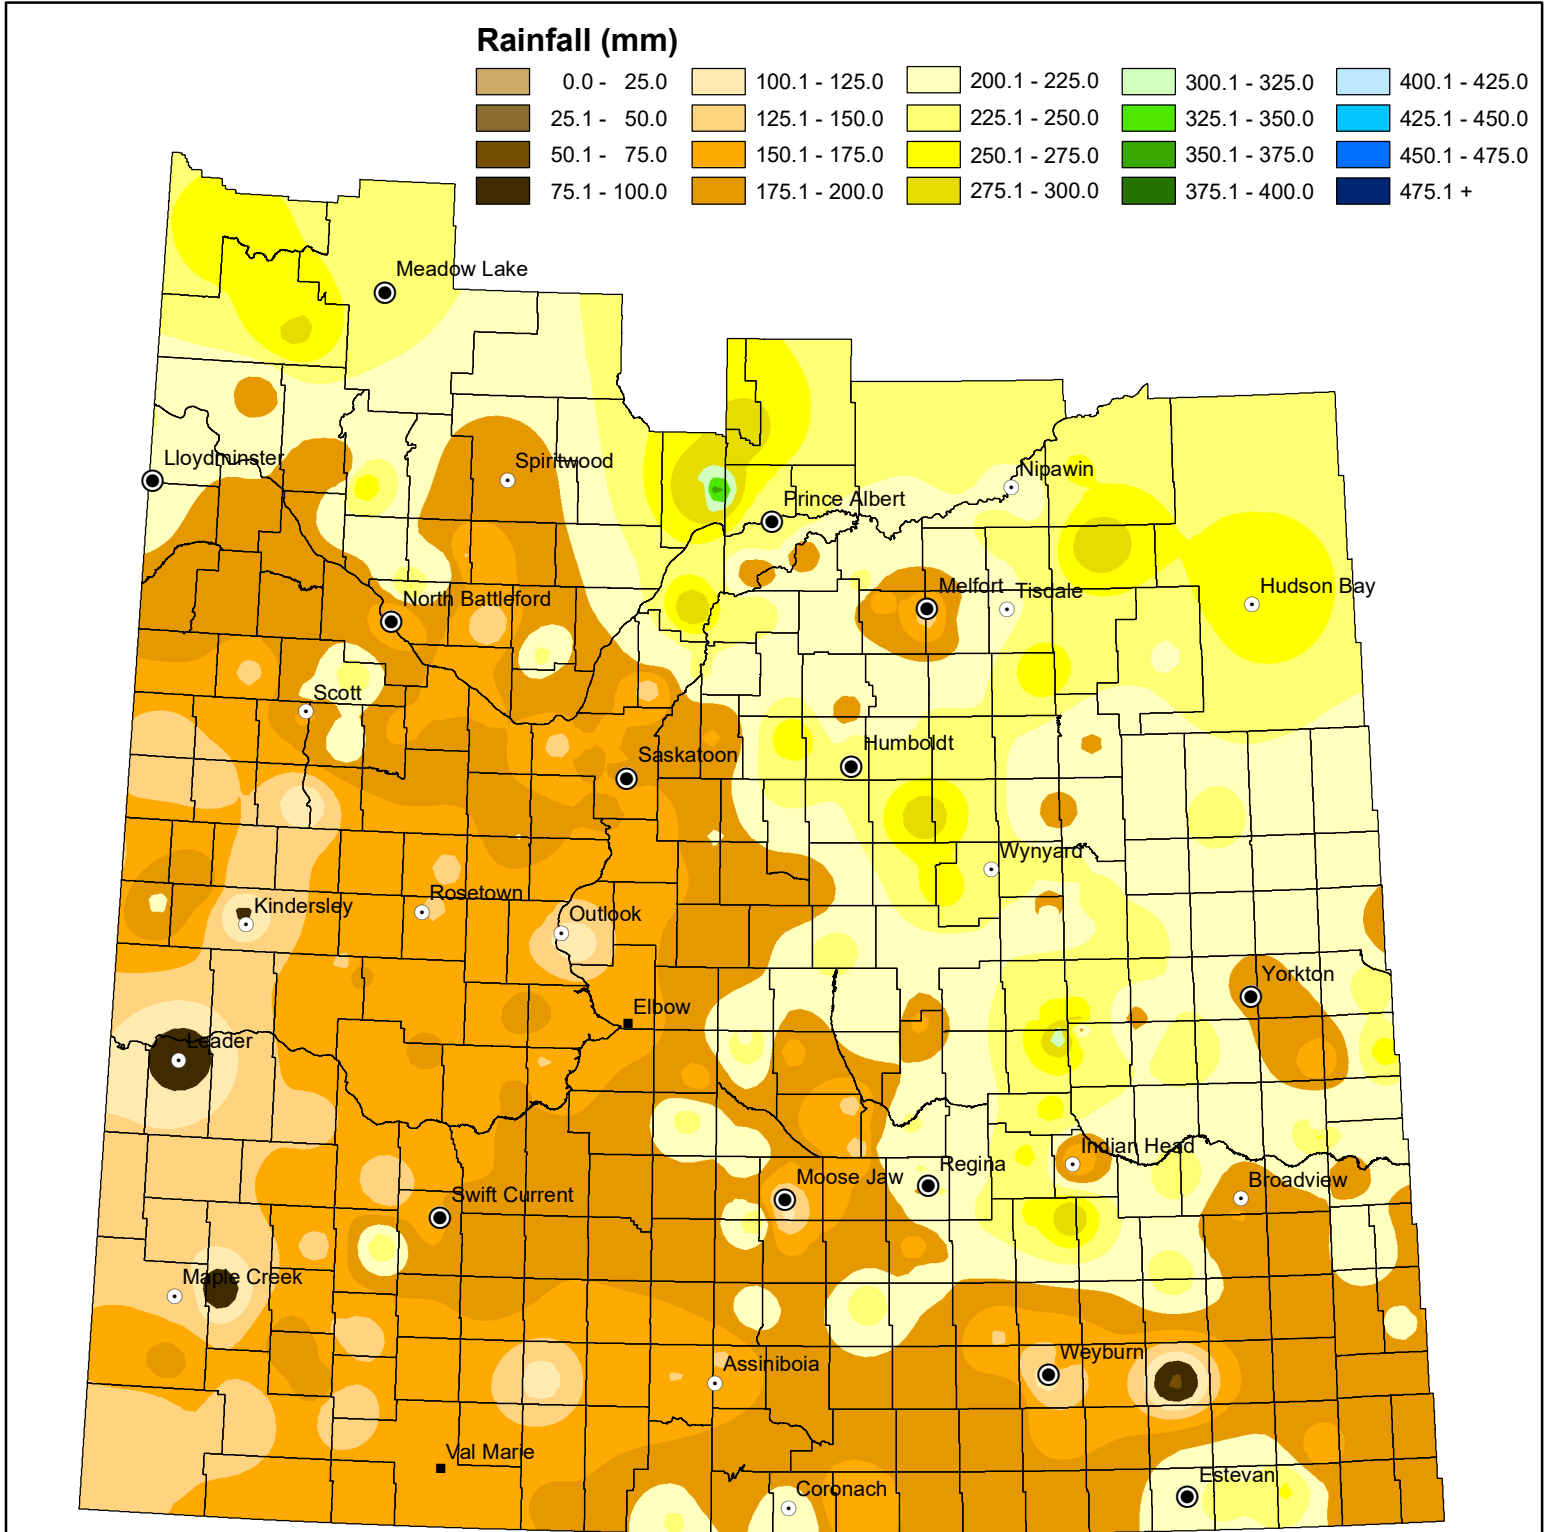 Rainfall (mm)
0.0 - 25.0
25.1 - 50.0
50.1 - 75.0
75.1 - 100.0
100.1 - 125.0
125.1 - 150.0
150.1 - 175.0
175.1 - 200.0
200.1 - 225.0
225.1 - 250.0
250.1 - 275.0
275.1 - 300.0
300.1 - 325.0
325.1 - 350.0
350.1 - 375.0
375.1 - 400.0
400.1 - 425.0
425.1 - 450.0
450.1 - 475.0
475.1 +
Meadow Lake
Lloydminster
Spiritwood
Nipawin
Prince Albert
Hudson Bay
Melfort
Tisdale
North Battleford
Scott
Humboldt
Saskatoon
Wynyard
Rosetown
Kindersley
Outlook
Yorkton
Elbow
Leader
Indian Head
Regina
Moose Jaw
Broadview
Swift Current
Maple Creek
Weyburn
Assiniboia
Val Marie
Estevan
Coronach